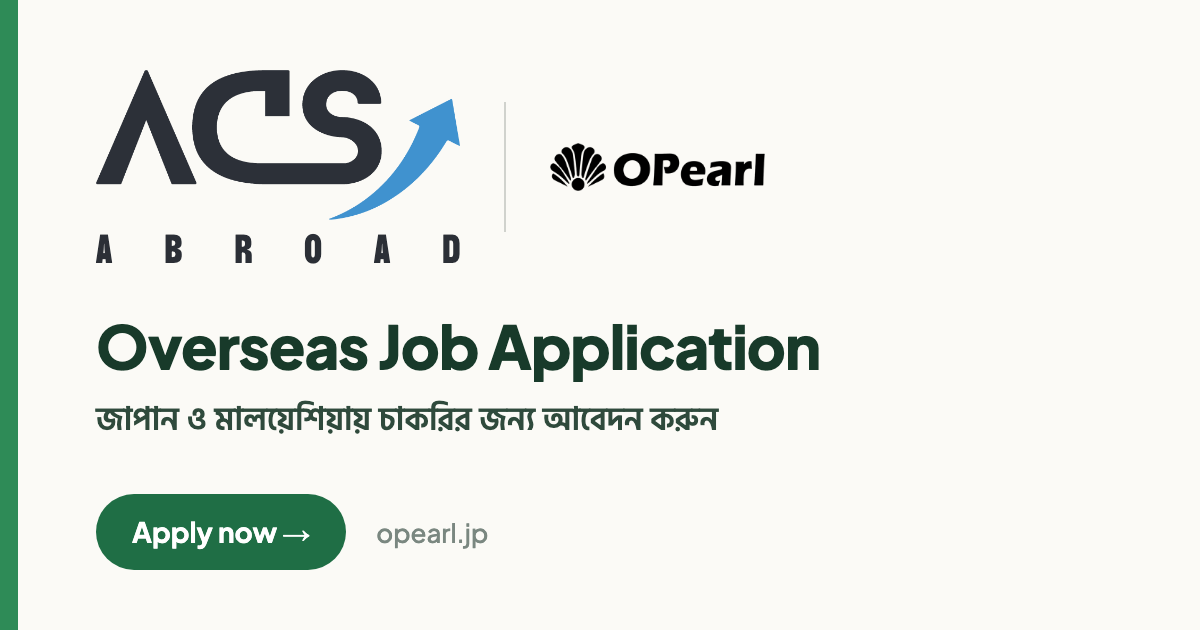 ACS
ABROAD
OPearl
Overseas Job Application
জাপান ও মালয়েশিয়ায় চাকরির জন্য আবেদন করুন
Apply now →
opearl.jp